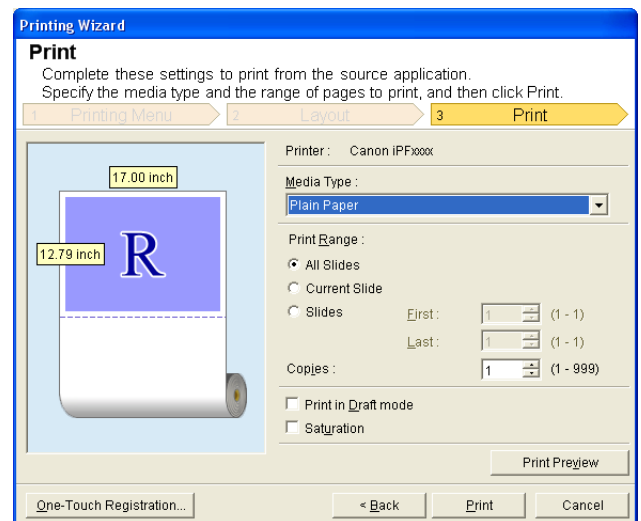 Printing Wizard
Print
Complete these settings to print from the source application.
Specify the media type and the range of pages to print, and then click Print.
1 Printing Menu 2 Layout 3 Print
Printer : Canon iPFxxxx
17.00 inch
Media Type :
Plain Paper
12.79 inch
R
Print Range :
All Slides
Current Slide
Slides First : 1 (1 - 1)
Last : 1 (1 - 1)
Copies : 1 (1 - 999)
Print in Draft mode
Saturation
Print Preview
One-Touch Registration... < Back Print Cancel